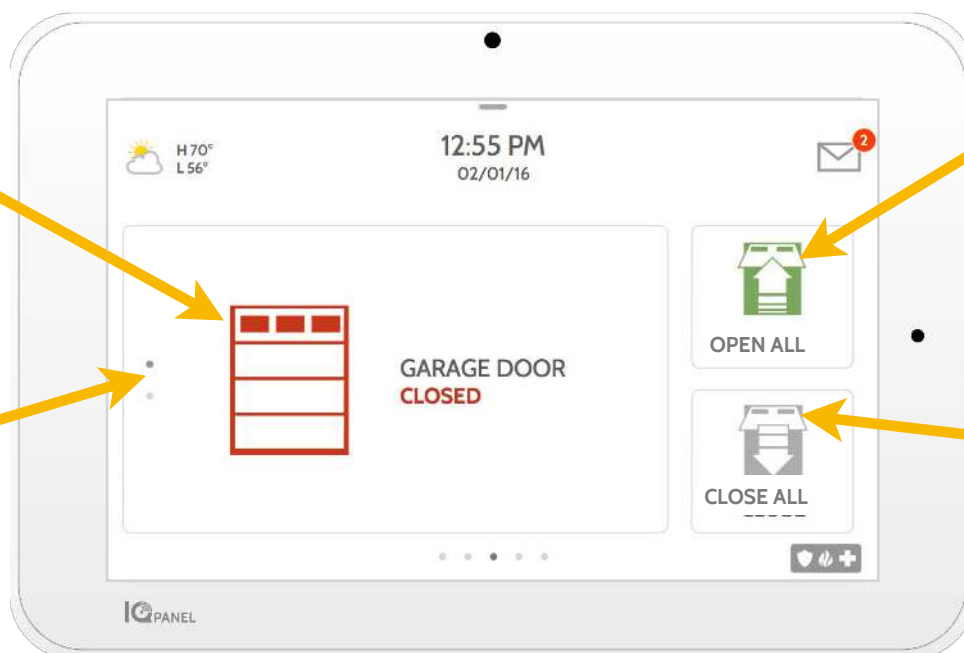 H 70°
L 56°
12:55 PM
02/01/16
2
GARAGE DOOR
CLOSED
OPEN ALL
CLOSE ALL
IQ PANEL